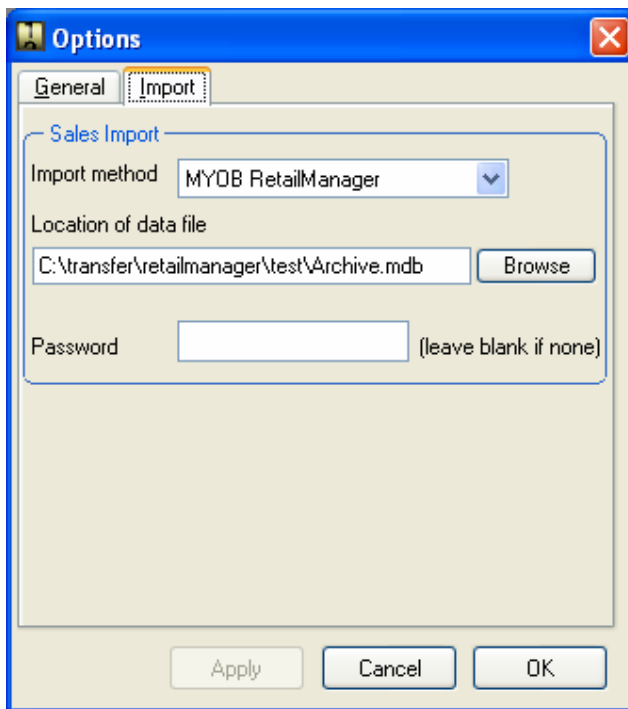 Options
General Import
Sales Import
Import method MYOB RetailManager
Location of data file
C:\transfer\retailmanager\test\Archive.mdb Browse
Password (leave blank if none)
Apply Cancel OK